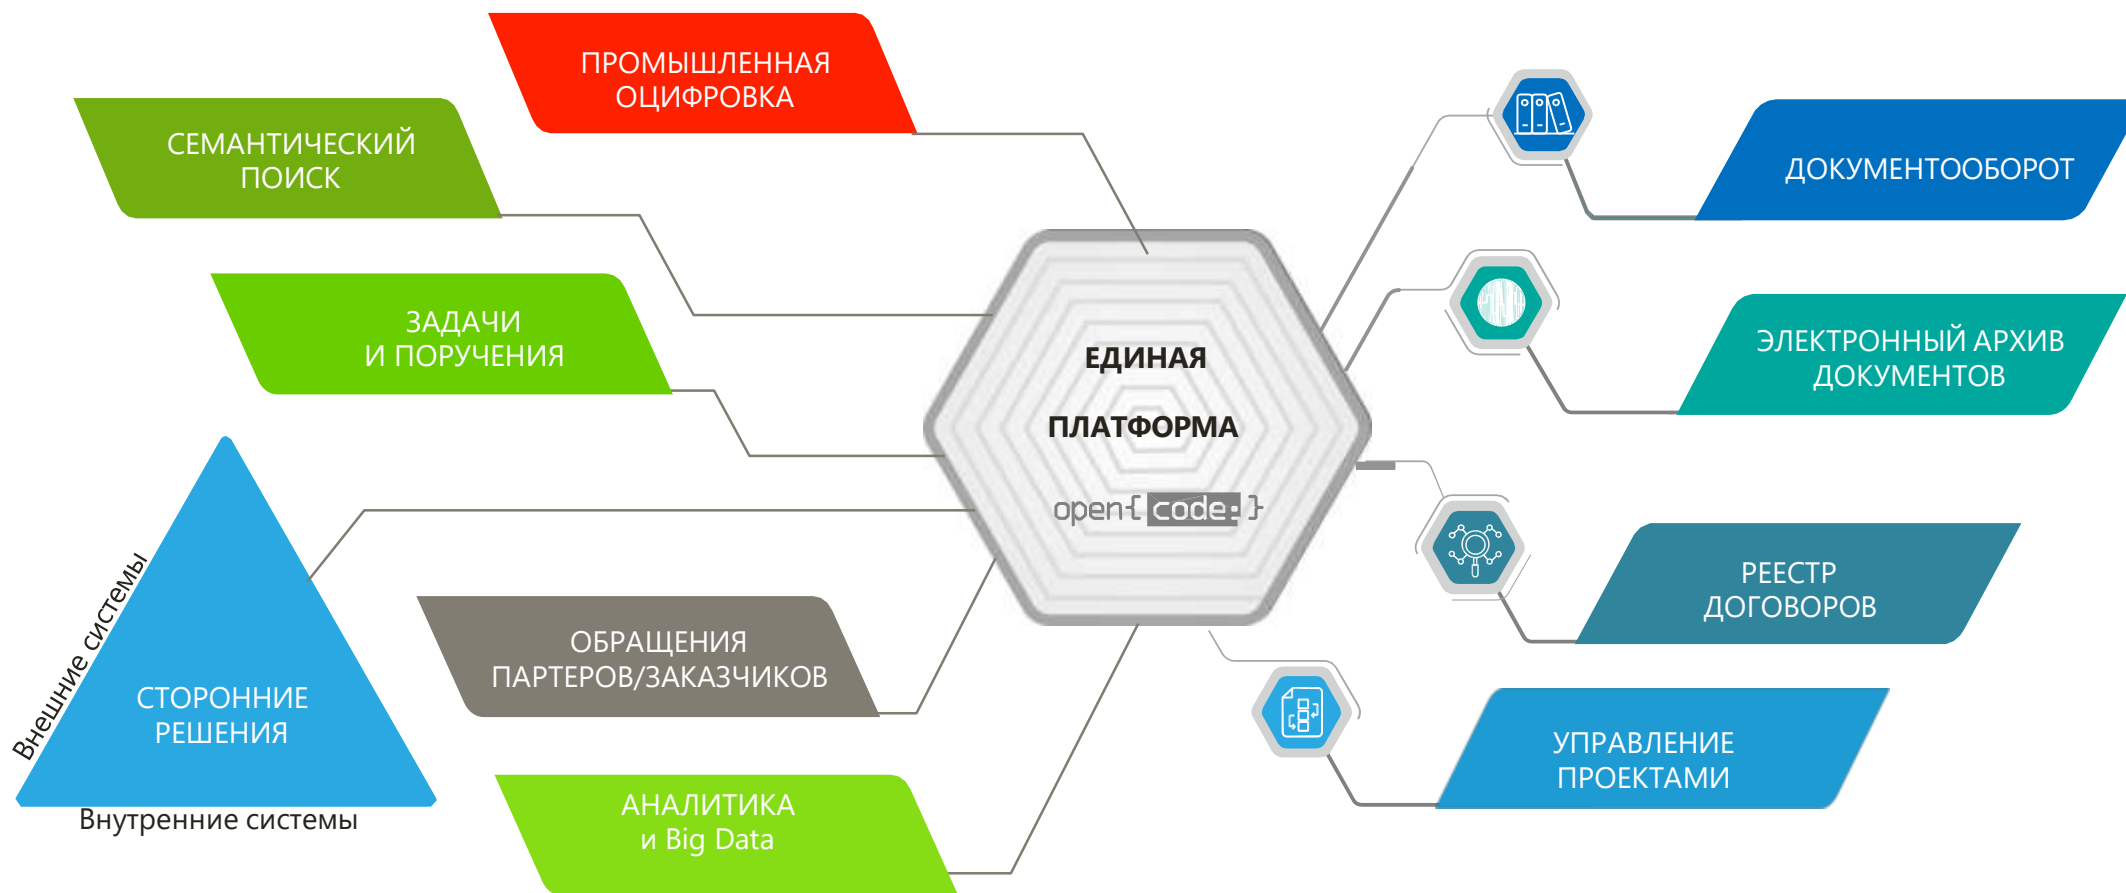 ПРОМЫШЛЕННАЯ
ОЦИФРОВКА
СЕМАНТИЧЕСКИЙ
ПОИСК
ЗАДАЧИ
И ПОРУЧЕНИЯ
Внешние системы
СТОРОННИЕ
РЕШЕНИЯ
Внутренние системы
ОБРАЩЕНИЯ
ПАРТЕРОВ/ЗАКАЗЧИКОВ
АНАЛИТИКА
и Big Data
ЕДИНАЯ
ПЛАТФОРМА
open{ code: }
ДОКУМЕНТООБОРОТ
ЭЛЕКТРОННЫЙ АРХИВ
ДОКУМЕНТОВ
РЕЕСТР
ДОГОВОРОВ
УПРАВЛЕНИЕ
ПРОЕКТАМИ